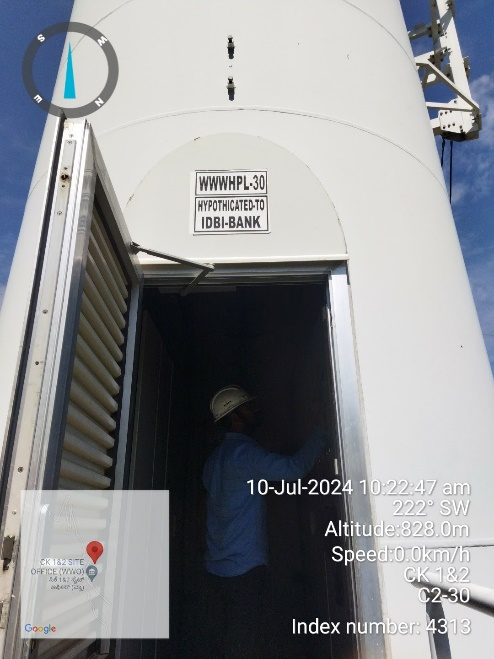 S
W
E
N
WWWHPL-30
HYPOTHICATED-TO
IDBI-BANK
10-Jul-2024 10:22:47 am
222° SW
Altitude:828.0m
Speed:0.0km/h
CK 1&2
C2-30
Index number: 4313
CK 1&2 SITE
OFFICE (WWO)
Google